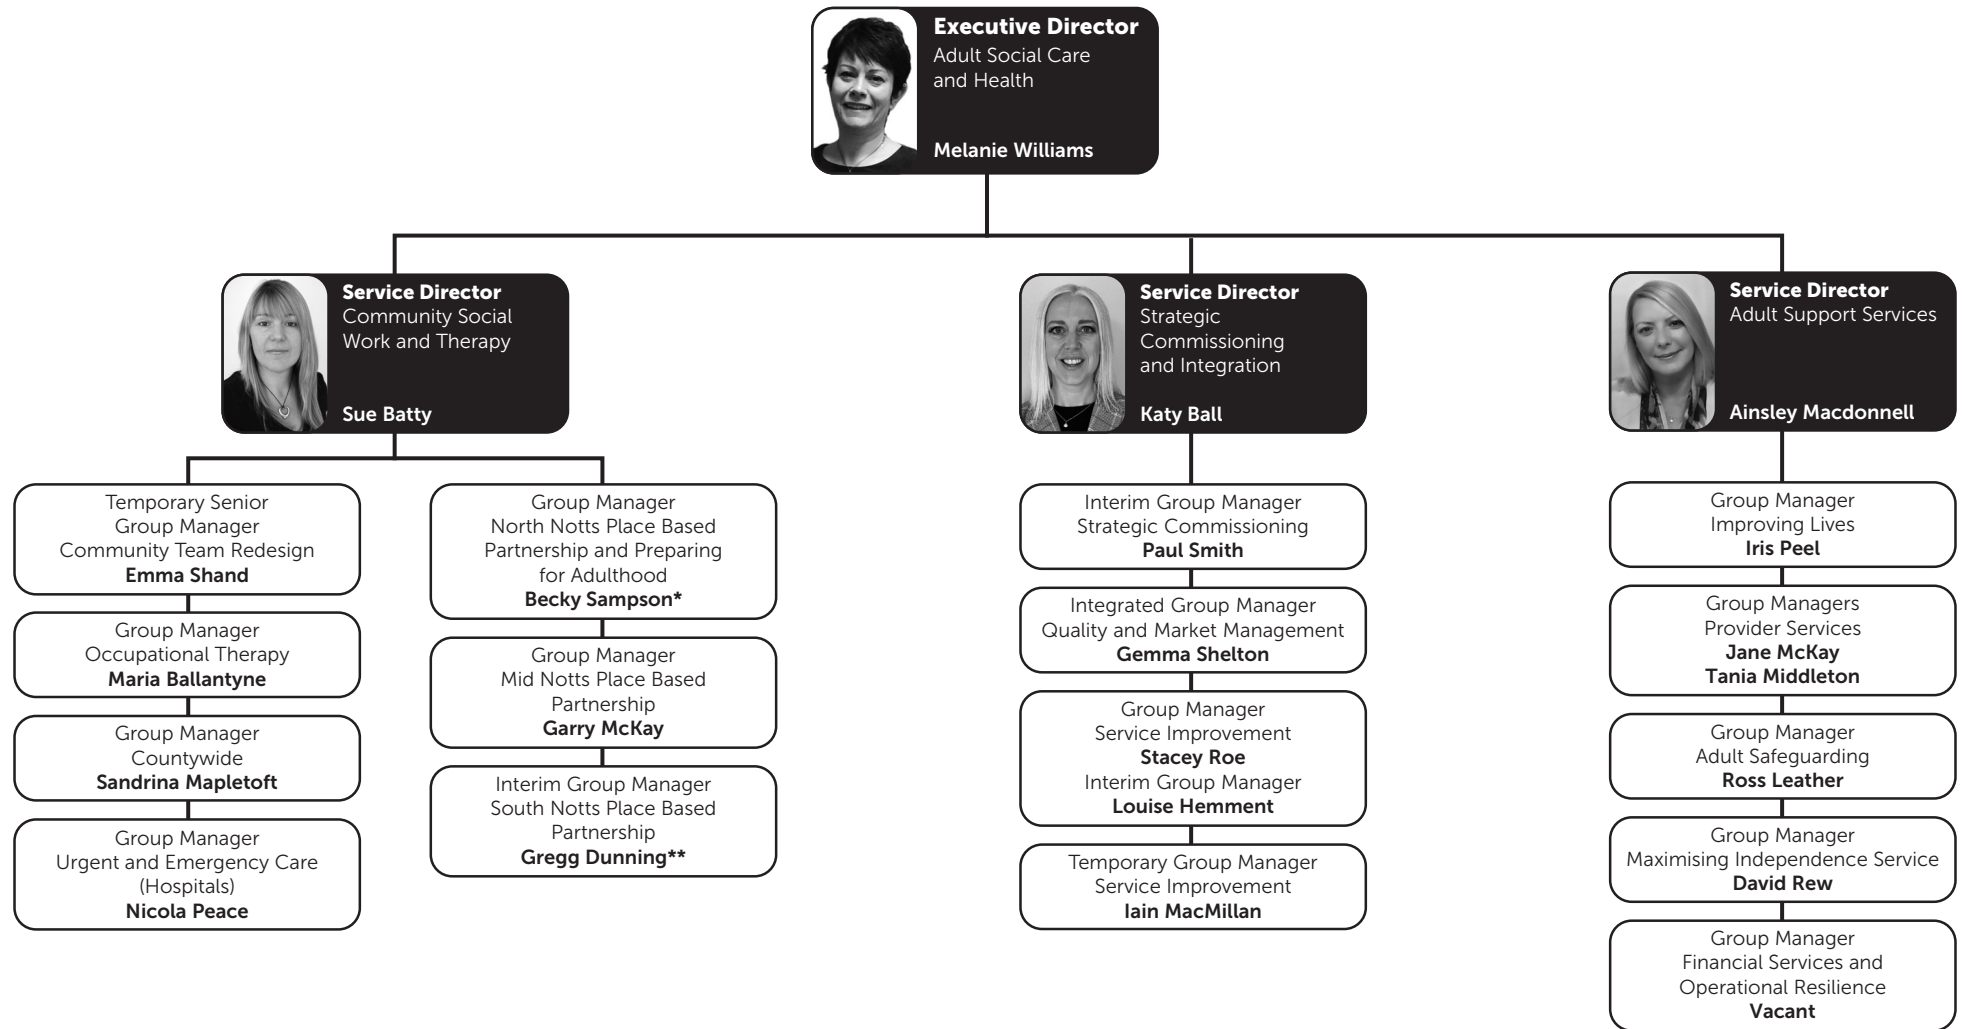 Executive Director
Adult Social Care
and Health
Melanie Williams
Service Director
Community Social
Work and Therapy
Sue Batty
Temporary Senior
Group Manager
Community Team Redesign
Emma Shand
Group Manager
Occupational Therapy
Maria Ballantyne
Group Manager
Countywide
Sandrina Mapletoft
Group Manager
Urgent and Emergency Care
(Hospitals)
Nicola Peace
Group Manager
North Notts Place Based
Partnership and Preparing
for Adulthood
Becky Sampson*
Group Manager
Mid Notts Place Based
Partnership
Garry McKay
Interim Group Manager
South Notts Place Based
Partnership
Gregg Dunning**
Service Director
Strategic
Commissioning
and Integration
Katy Ball
Interim Group Manager
Strategic Commissioning
Paul Smith
Integrated Group Manager
Quality and Market Management
Gemma Shelton
Group Manager
Service Improvement
Stacey Roe
Interim Group Manager
Louise Hemment
Temporary Group Manager
Service Improvement
Iain MacMillan
Service Director
Adult Support Services
Ainsley Macdonnell
Group Manager
Improving Lives
Iris Peel
Group Managers
Provider Services
Jane McKay
Tania Middleton
Group Manager
Adult Safeguarding
Ross Leather
Group Manager
Maximising Independence Service
David Rew
Group Manager
Financial Services and
Operational Resilience
Vacant